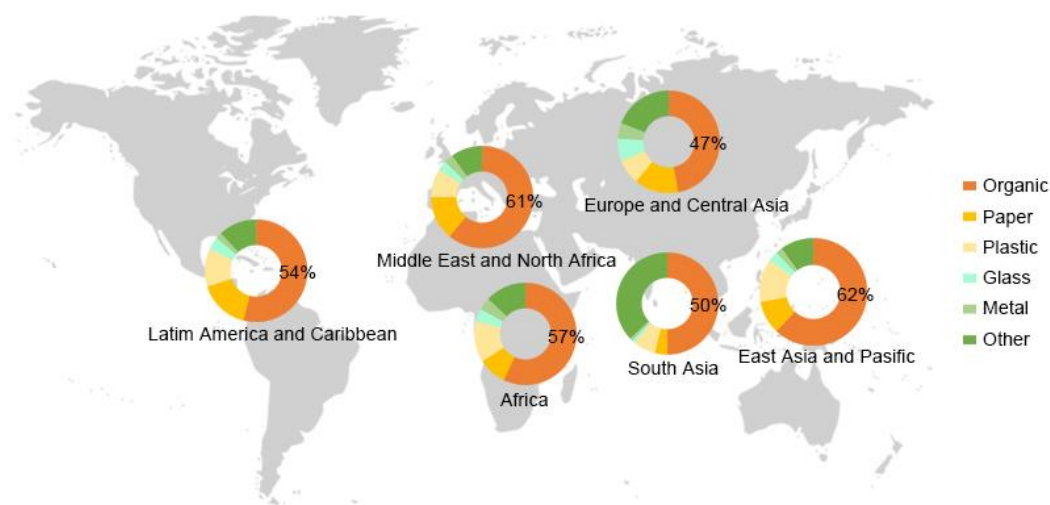 47%
Europe and Central Asia
61%
Middle East and North Africa
54%
Latim America and Caribbean
57%
Africa
50%
South Asia
62%
East Asia and Pasific
Organic
Paper
Plastic
Glass
Metal
Other